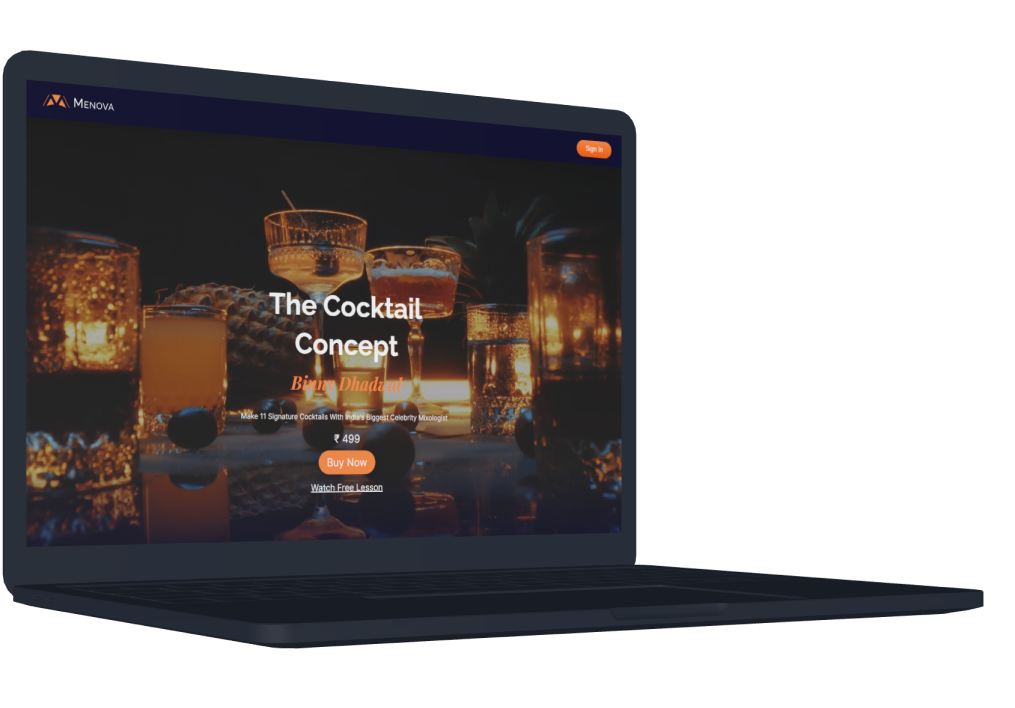 MENOVA
Sign In
The Cocktail
Concept
Binny Dhadwal
Make 11 Signature Cocktails With India's Biggest Celebrity Mixologist
₹ 499
Buy Now
Watch Free Lesson